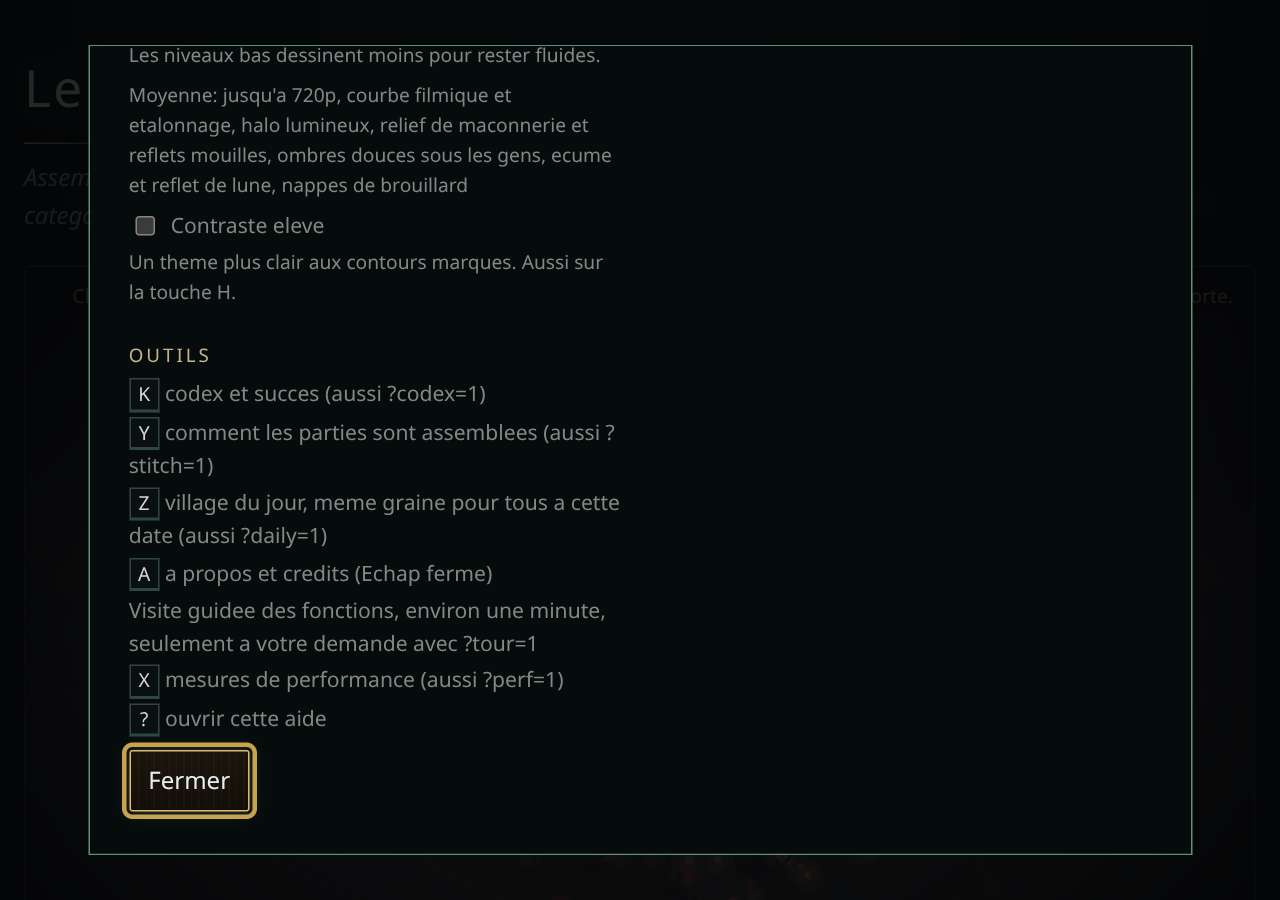 Les niveaux bas dessinent moins pour rester fluides.
Moyenne: jusqu'a 720p, courbe filmique et
etalonnage, halo lumineux, relief de maconnerie et
reflets mouilles, ombres douces sous les gens, ecume
et reflet de lune, nappes de brouillard
Contraste eleve
Un theme plus clair aux contours marques. Aussi sur
la touche H.
OUTILS
K codex et succes (aussi ?codex=1)
Y comment les parties sont assemblees (aussi ?
stitch=1)
Z village du jour, meme graine pour tous a cette
date (aussi ?daily=1)
A a propos et credits (Echap ferme)
Visite guidee des fonctions, environ une minute,
seulement a votre demande avec ?tour=1
X mesures de performance (aussi ?perf=1)
? ouvrir cette aide
Fermer
Le
Assem
catego
orte.